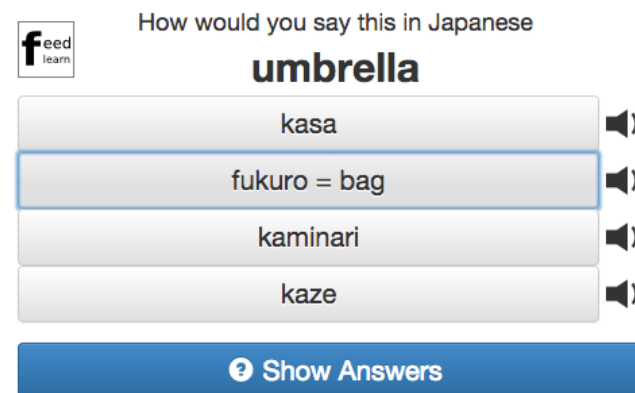 How would you say this in Japanese
feed
learn
umbrella
kasa
fukuro = bag
kaminari
kaze
? Show Answers